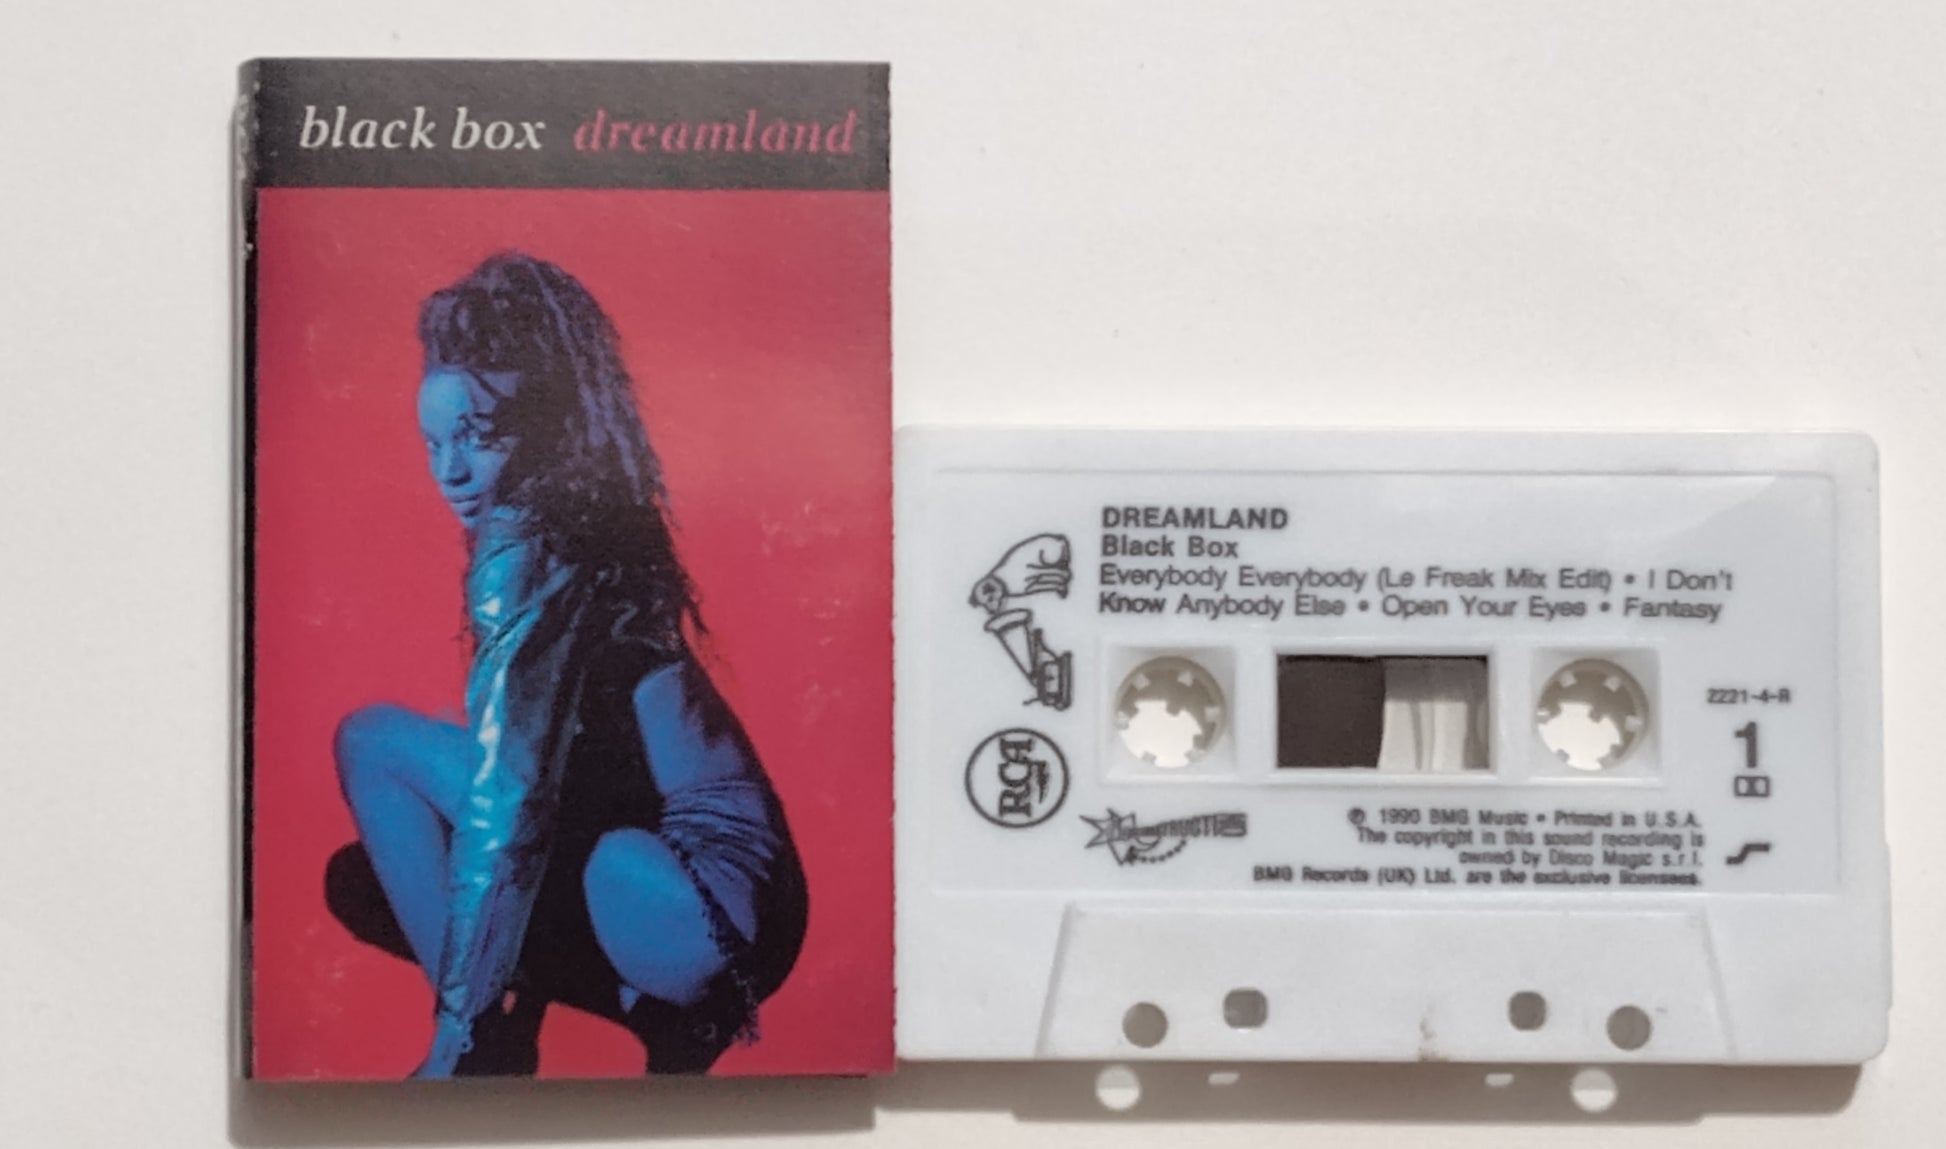 black box dreamland
DREAMLAND
Black Box
Everybody Everybody (Le Freak Mix Edit) • I Don't
Know Anybody Else • Open Your Eyes • Fantasy
2221-4-R
1
RCA
℗ 1990 BMG Music • Printed in U.S.A.
The copyright in this sound recording is
owned by Disco Magic s.r.l.
BMG Records (UK) Ltd. are the exclusive licensees.